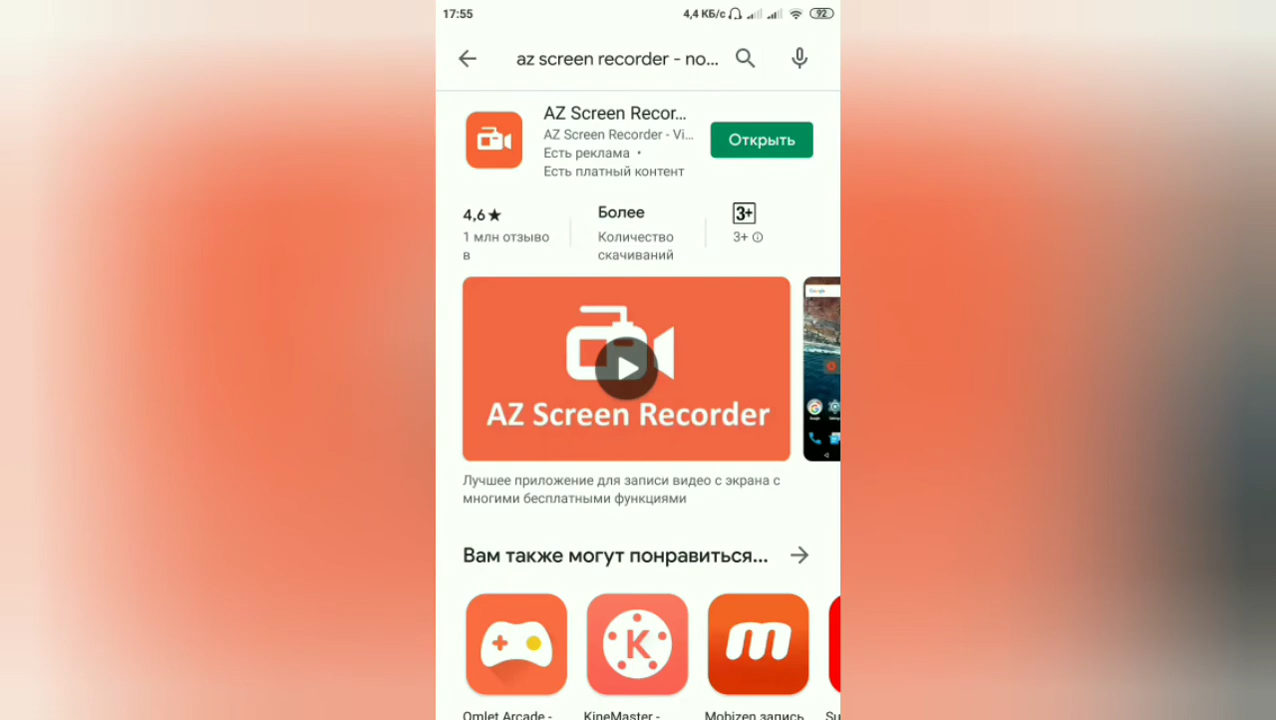 17:55
4,4 КБ/с
92
az screen recorder - no...
AZ Screen Recor...
AZ Screen Recorder - Vi...
Есть реклама •
Есть платный контент
Открыть
4,6★
1 млн отзыво
в
Более
Количество
скачиваний
3+
3+
AZ Screen Recorder
Google
Лучшее приложение для записи видео с экрана с
многими бесплатными функциями
Вам также могут понравиться...
K
m
Omlet Arcade -
KineMaster -
Mobizen запись
Su